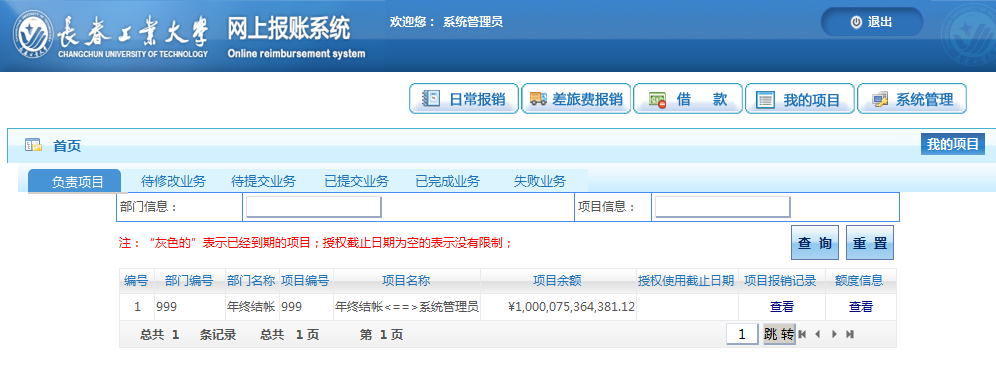 长春工业大学
CHANGCHUN UNIVERSITY OF TECHNOLOGY
网上报账系统
Online reimbursement system
欢迎您： 系统管理员
退出
日常报销 差旅费报销 借 款 我的项目 系统管理
首页 我的项目
负责项目 待修改业务 待提交业务 已提交业务 已完成业务 失败业务
部门信息： 项目信息：
注：“灰色的”表示已经到期的项目；授权截止日期为空的表示没有限制； 查 询 重 置
编号 部门编号 部门名称 项目编号 项目名称 项目余额 授权使用截止日期 项目报销记录 额度信息
1 999 年终结帐 999 年终结帐<==>系统管理员 ¥1,000,075,364,381.12 查看 查看
总共 1 条记录 总共 1 页 第 1 页 1 跳 转